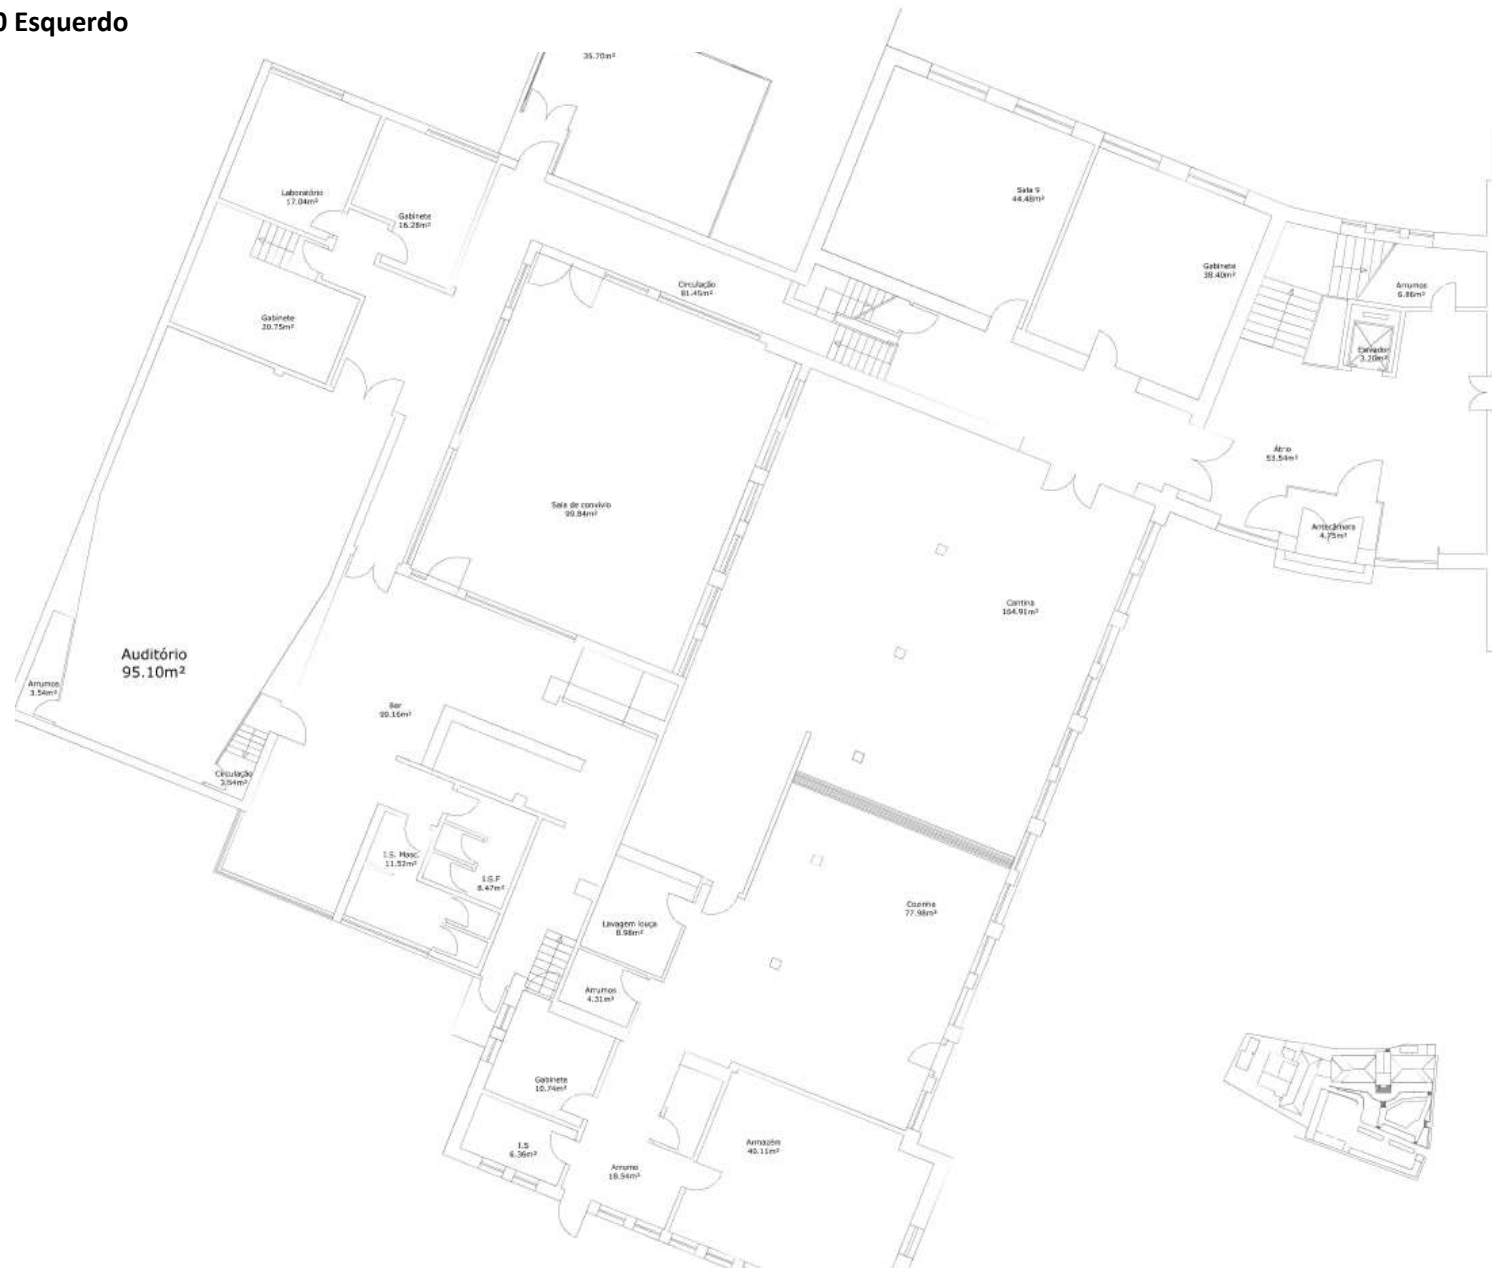 0 Esquerdo
35.70m²
Laboratório
17.04m²
Gabinete
16.28m²
Sala 9
44.48m²
Gabinete
38.40m²
Circulação
81.45m²
Arrumos
6.86m²
Gabinete
20.75m²
Elevador
3.20m²
Átrio
53.54m²
Sala de convívio
99.84m²
Antecâmara
4.75m²
Cantina
164.91m²
Auditório
95.10m²
Arrumos
3.54m²
Bar
99.16m²
Circulação
3.54m²
I.S. Masc.
11.52m²
I.S.F
8.47m²
Cozinha
77.98m²
Lavagem louça
8.98m²
Arrumos
4.31m²
Gabinete
10.74m²
I.S
6.36m²
Arrumo
18.54m²
Armazém
40.11m²